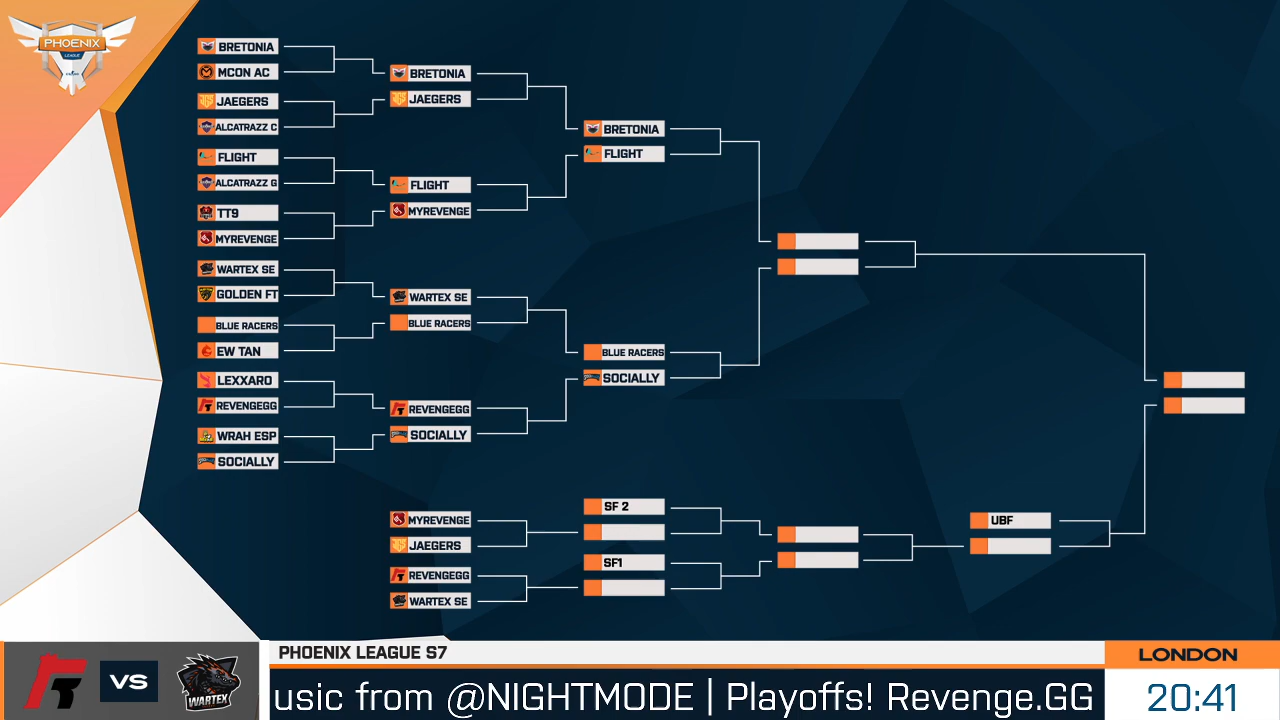 PHOENIX
LEAGUE
BRETONIA
MCON AC
JAEGERS
ALCATRAZZ C
FLIGHT
ALCATRAZZ G
TT9
MYREVENGE
WARTEX SE
GOLDEN FT
BLUE RACERS
EW TAN
LEXXARO
REVENGEGG
WRAH ESP
SOCIALLY
BRETONIA
JAEGERS
FLIGHT
MYREVENGE
WARTEX SE
BLUE RACERS
REVENGEGG
SOCIALLY
BRETONIA
FLIGHT
BLUE RACERS
SOCIALLY
MYREVENGE
JAEGERS
REVENGEGG
WARTEX SE
SF 2
SF1
UBF
VS
WARTEX
PHOENIX LEAGUE S7
usic from @NIGHTMODE | Playoffs! Revenge.GG
LONDON
20:41